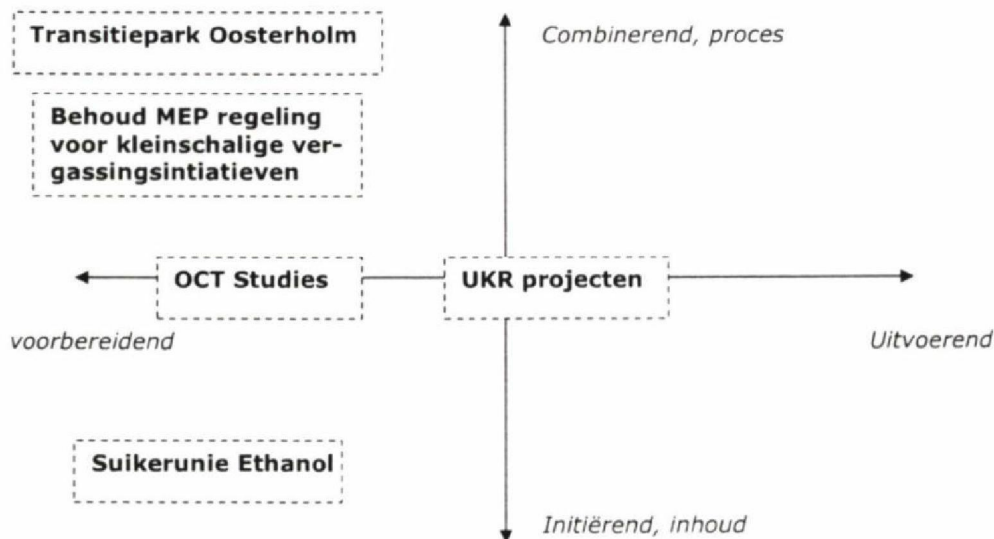 Transitiepark Oosterholm
Combinerend, proces
Behoud MEP regeling
voor kleinschalige ver-
gassingsintiatieven
OCT Studies
UKR projecten
voorbereidend
Uitvoerend
Suikerunie Ethanol
Initiërend, inhoud